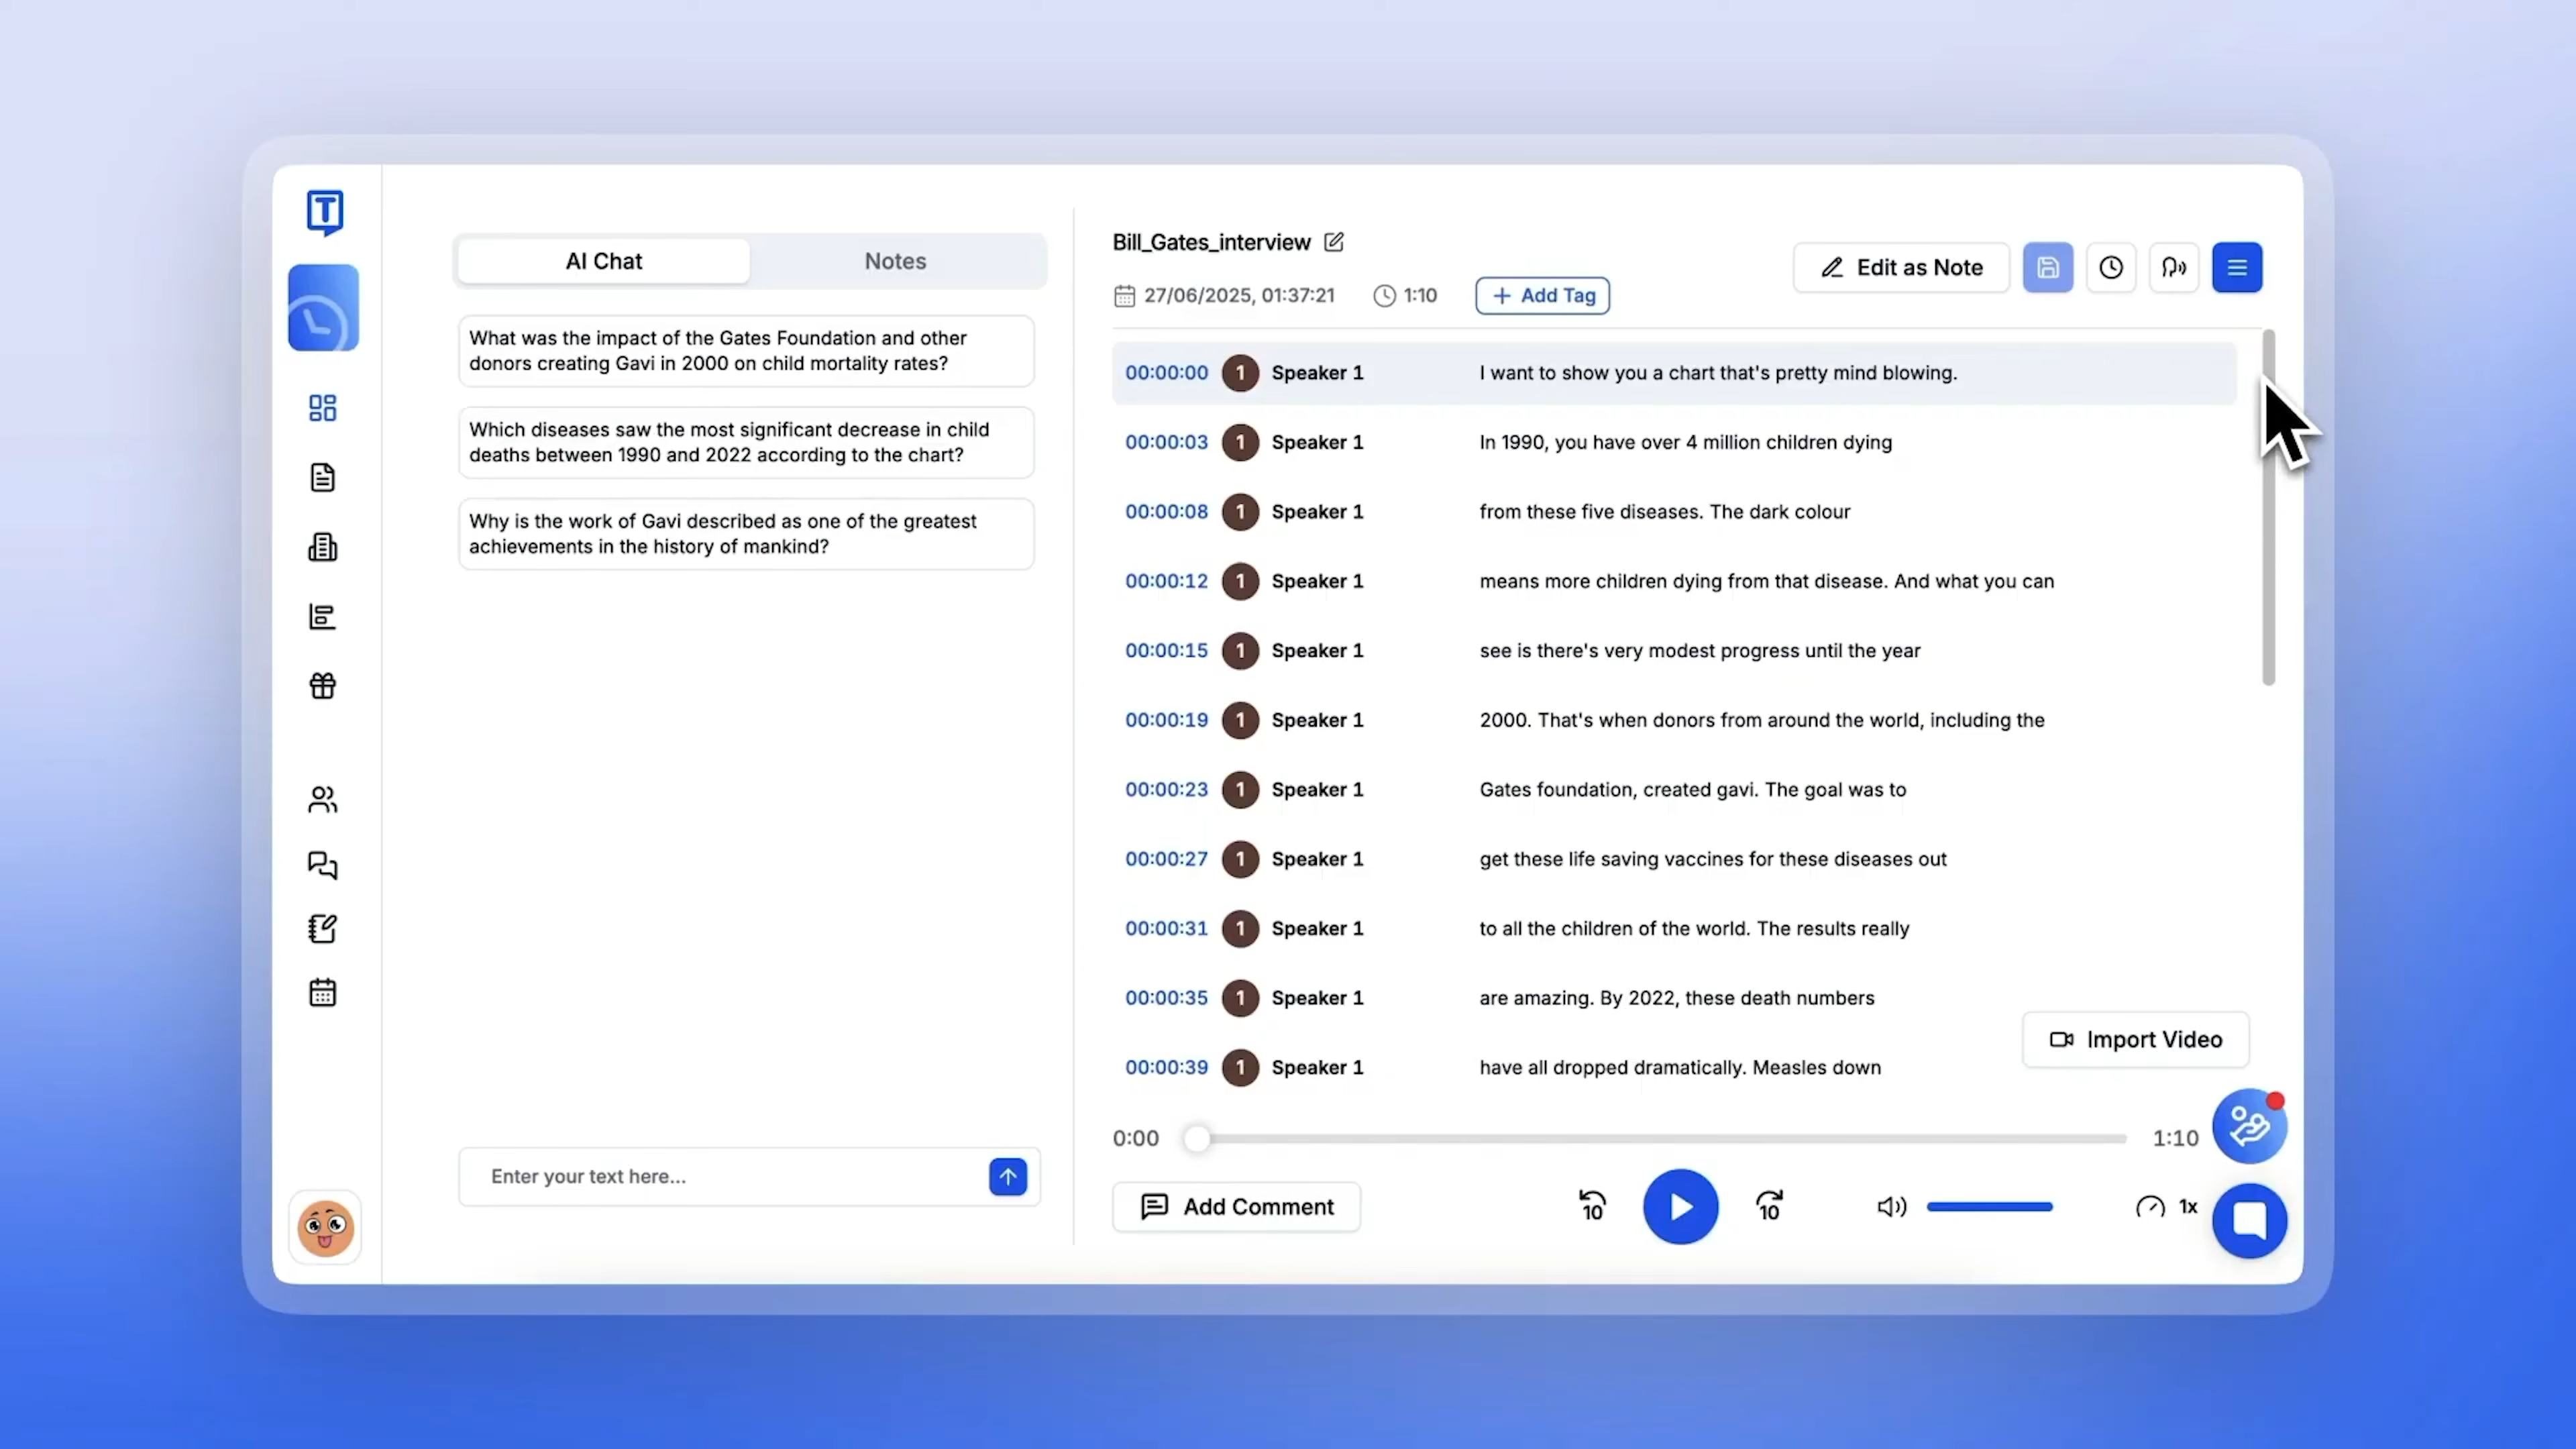 T
AI Chat
Notes
What was the impact of the Gates Foundation and other
donors creating Gavi in 2000 on child mortality rates?
Which diseases saw the most significant decrease in child
deaths between 1990 and 2022 according to the chart?
Why is the work of Gavi described as one of the greatest
achievements in the history of mankind?
Enter your text here...
Bill_Gates_interview
27/06/2025, 01:37:21
1:10
+ Add Tag
Edit as Note
00:00:00 1 Speaker 1 I want to show you a chart that's pretty mind blowing.
00:00:03 1 Speaker 1 In 1990, you have over 4 million children dying
00:00:08 1 Speaker 1 from these five diseases. The dark colour
00:00:12 1 Speaker 1 means more children dying from that disease. And what you can
00:00:15 1 Speaker 1 see is there's very modest progress until the year
00:00:19 1 Speaker 1 2000. That's when donors from around the world, including the
00:00:23 1 Speaker 1 Gates foundation, created gavi. The goal was to
00:00:27 1 Speaker 1 get these life saving vaccines for these diseases out
00:00:31 1 Speaker 1 to all the children of the world. The results really
00:00:35 1 Speaker 1 are amazing. By 2022, these death numbers
00:00:39 1 Speaker 1 have all dropped dramatically. Measles down
Import Video
0:00
1:10
Add Comment
10
10
1x